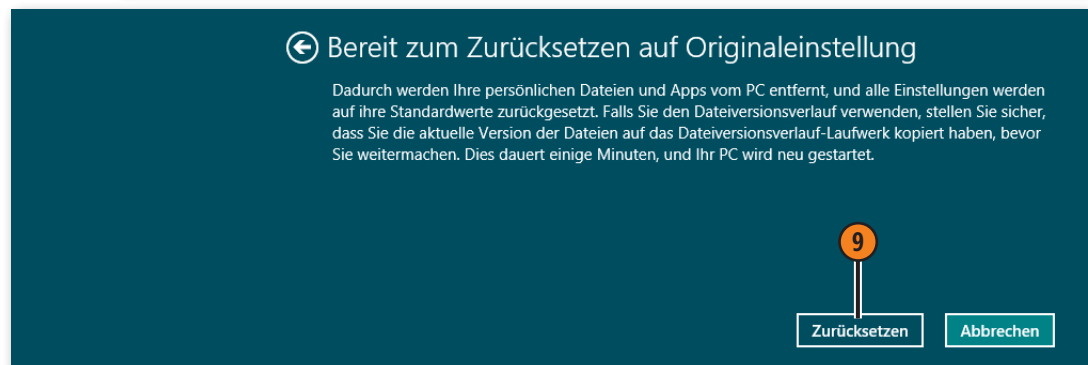 Bereit zum Zurücksetzen auf Originaleinstellung
Dadurch werden Ihre persönlichen Dateien und Apps vom PC entfernt, und alle Einstellungen werden
auf ihre Standardwerte zurückgesetzt. Falls Sie den Dateiversionsverlauf verwenden, stellen Sie sicher,
dass Sie die aktuelle Version der Dateien auf das Dateiversionsverlauf-Laufwerk kopiert haben, bevor
Sie weitermachen. Dies dauert einige Minuten, und Ihr PC wird neu gestartet.
9
Zurücksetzen Abbrechen